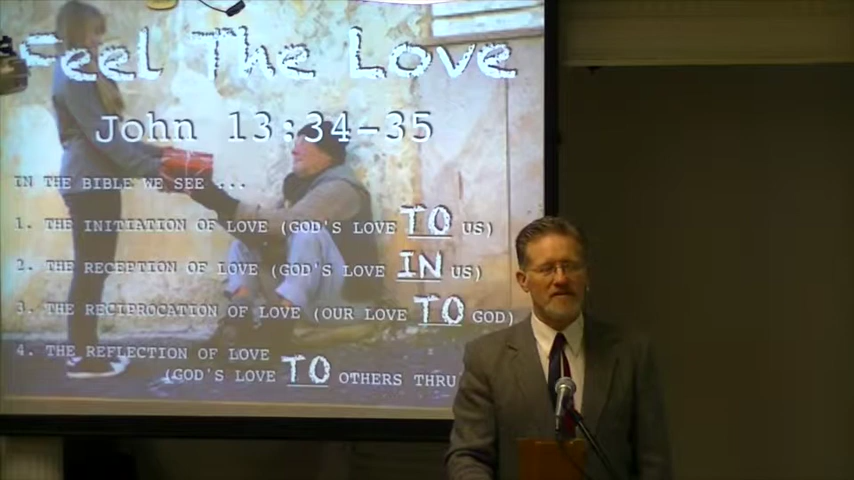 Feel The Love
John 13:34-35
IN THE BIBLE WE SEE ...
1. THE INITIATION OF LOVE (GOD'S LOVE TO US)
2. THE RECEPTION OF LOVE (GOD'S LOVE IN US)
3. THE RECIPROCATION OF LOVE (OUR LOVE TO GOD)
4. THE REFLECTION OF LOVE
(GOD'S LOVE TO OTHERS THRU